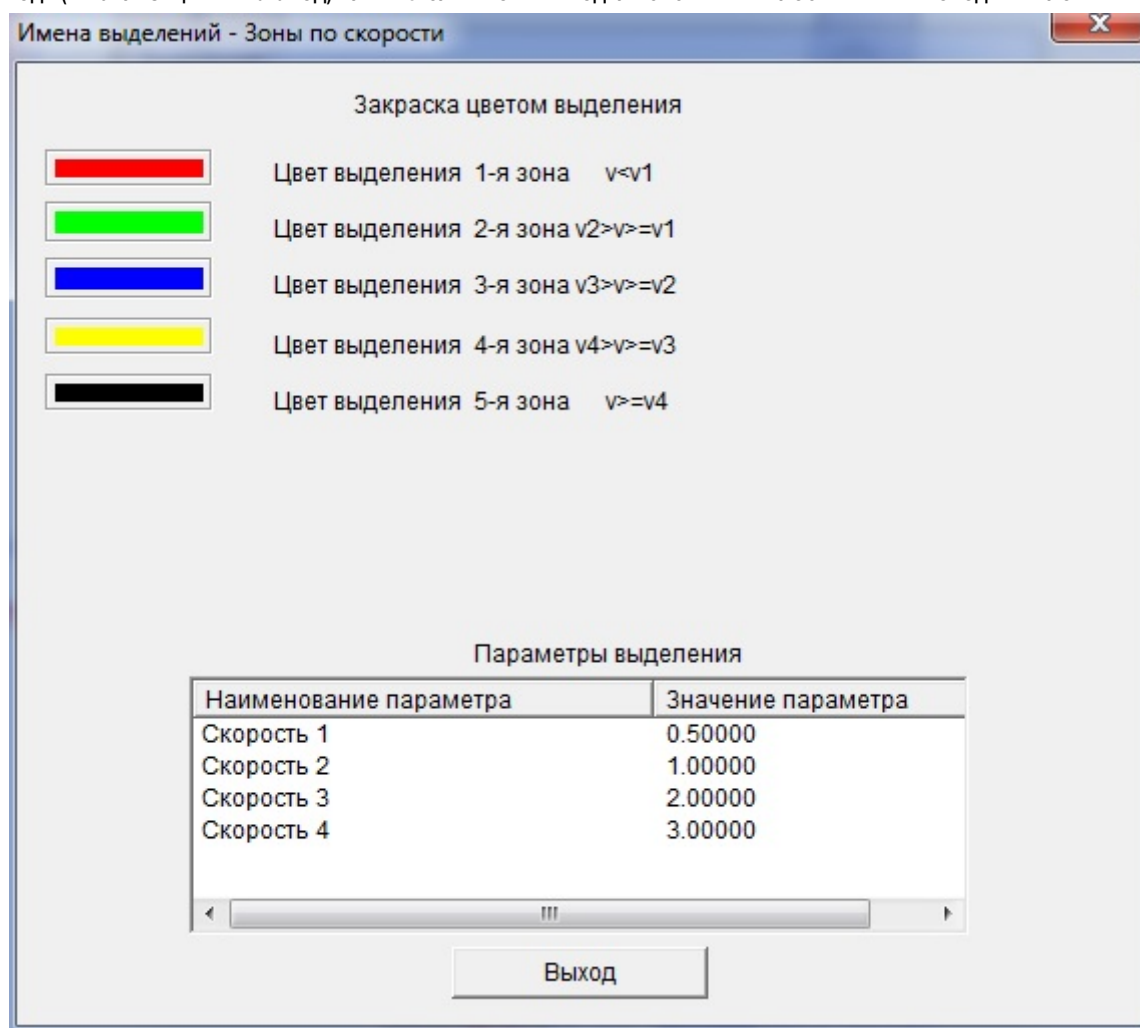 Имена выделений - Зоны по скорости
Закраска цветом выделения
Цвет выделения 1-я зона v<v1
Цвет выделения 2-я зона v2>v>=v1
Цвет выделения 3-я зона v3>v>=v2
Цвет выделения 4-я зона v4>v>=v3
Цвет выделения 5-я зона v>=v4
Параметры выделения
Наименование параметра Значение параметра
Скорость 1 0.50000
Скорость 2 1.00000
Скорость 3 2.00000
Скорость 4 3.00000
Выход